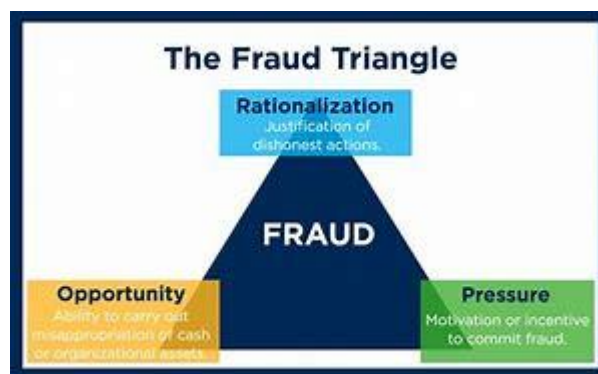 The Fraud Triangle
Rationalization
Justification of
dishonest actions.
FRAUD
Opportunity
Ability to carry out
misappropriation of cash
or organizational assets.
Pressure
Motivation or incentive
to commit fraud.